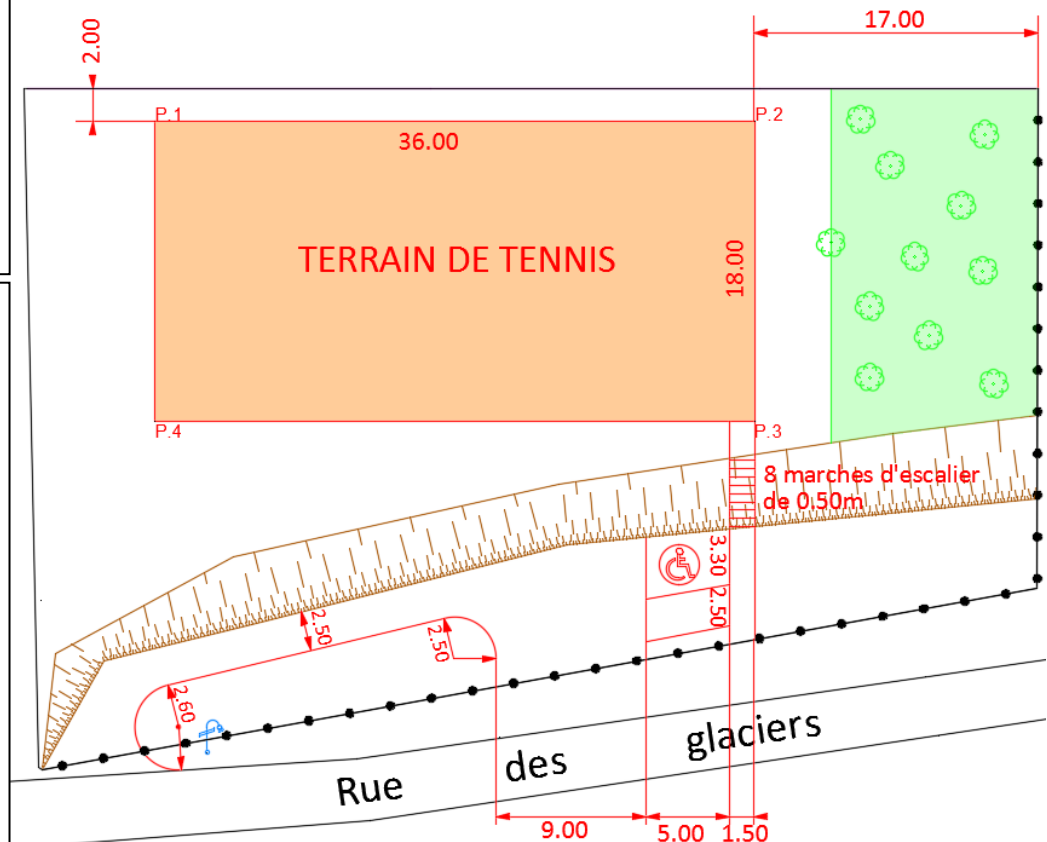 17.00
2.00
P.1
P.2
36.00
TERRAIN DE TENNIS
18.00
P.4
P.3
8 marches d'escalier
de 0.50m
3.30
2.50
2.50
2.50
2.60
Rue des glaciers
9.00
5.00
1.50